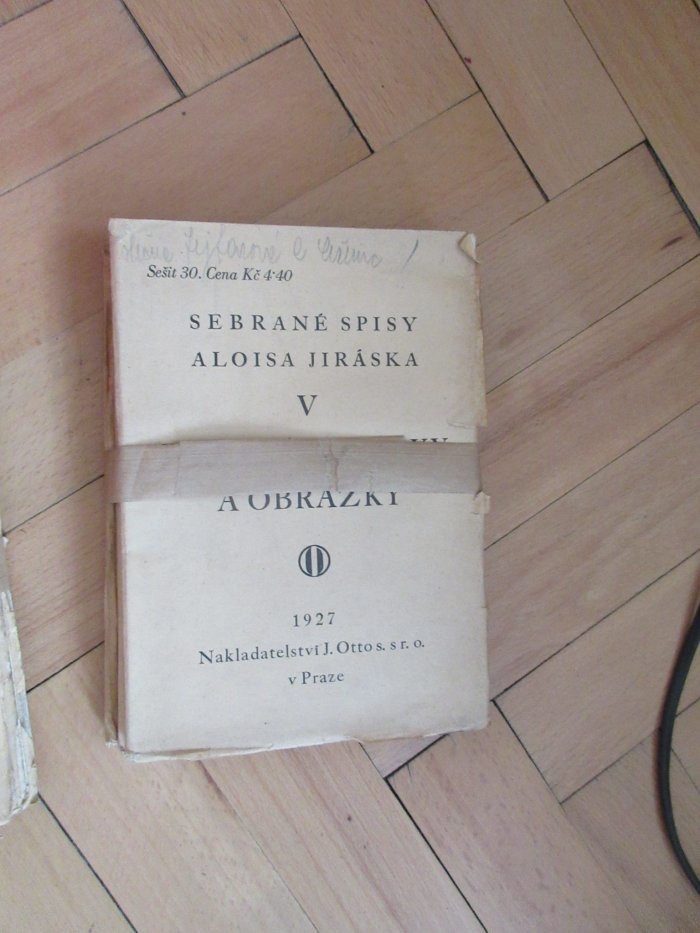 Sešit 30. Cena Kč 4·40
SEBRANÉ SPISY
ALOISA JIRÁSKA
V
A OBRÁZKY
1927
Nakladatelství J. Otto s. s r. o.
v Praze